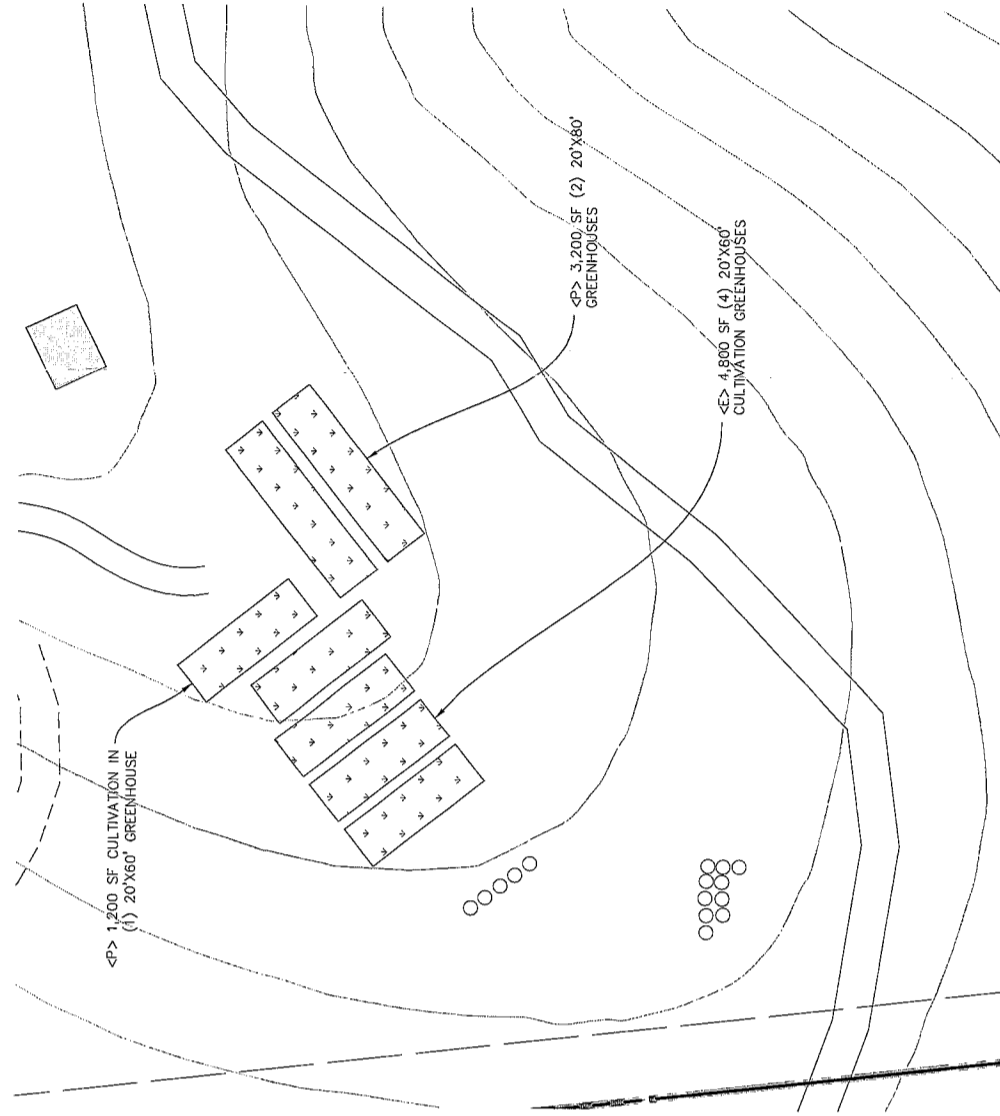 <P> 1,200 SF CULTIVATION IN
(1) 20'X60' GREENHOUSE
<P> 3,200 SF (2) 20'X80'
GREENHOUSES
<E> 4,800 SF (4) 20'X60'
CULTIVATION GREENHOUSES